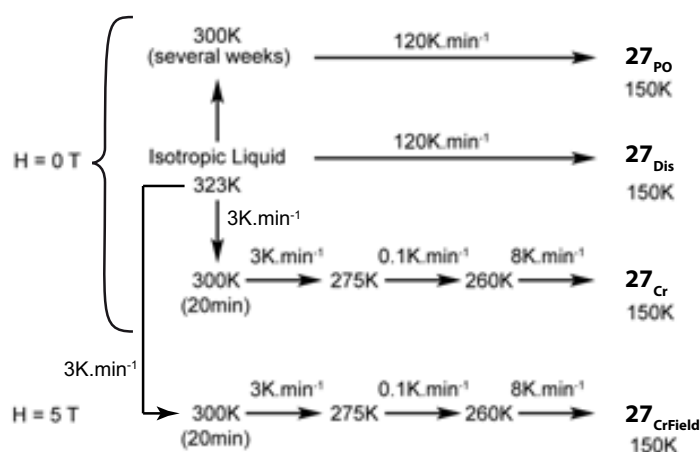 300K
(several weeks)
120K.min⁻¹
27PO
150K
H = 0 T
Isotropic Liquid
323K
120K.min⁻¹
27Dis
150K
3K.min⁻¹
300K
(20min)
3K.min⁻¹
275K
0.1K.min⁻¹
260K
8K.min⁻¹
27Cr
150K
3K.min⁻¹
H = 5 T
300K
(20min)
3K.min⁻¹
275K
0.1K.min⁻¹
260K
8K.min⁻¹
27CrField
150K